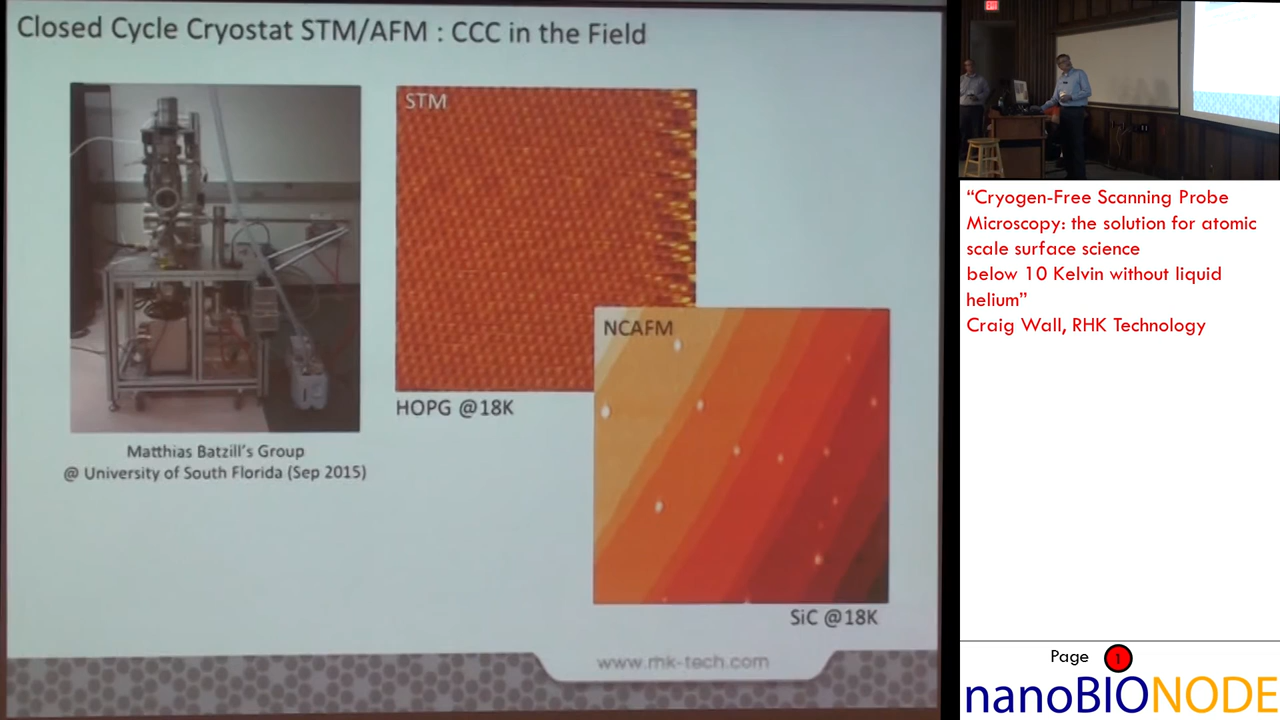 Closed Cycle Cryostat STM/AFM : CCC in the Field
STM
NCAFM
HOPG @18K
Matthias Batzill's Group
@ University of South Florida (Sep 2015)
SiC @18K
www.rhk-tech.com
EXIT
“Cryogen-Free Scanning Probe
Microscopy: the solution for atomic
scale surface science
below 10 Kelvin without liquid
helium”
Craig Wall, RHK Technology
Page 1
nanoBIONODE